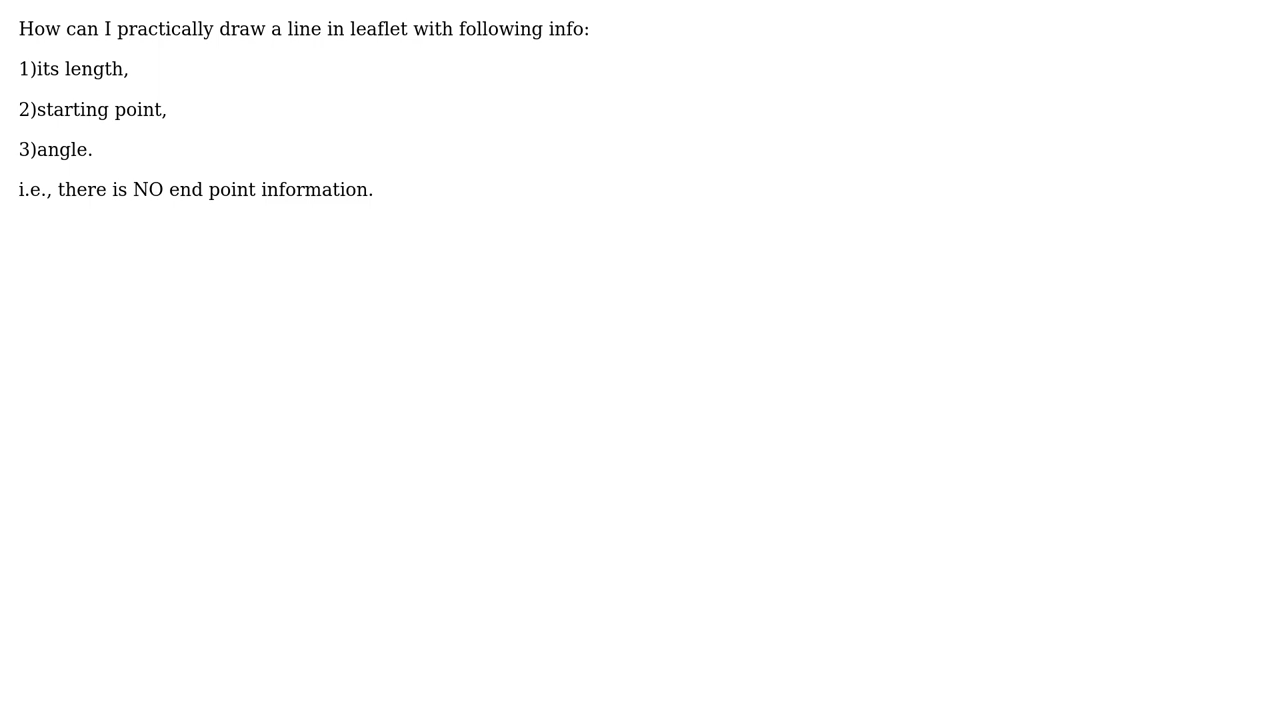 How can I practically draw a line in leaflet with following info:
1)its length,
2)starting point,
3)angle.
i.e., there is NO end point information.